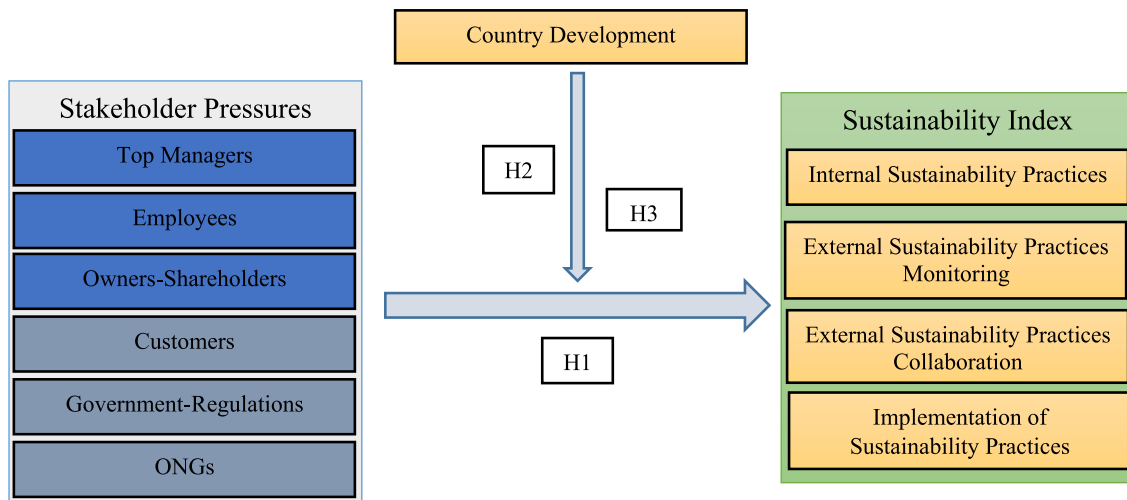 Country Development
Stakeholder Pressures
Top Managers
Employees
Owners-Shareholders
Customers
Government-Regulations
ONGs
H2
H3
H1
Sustainability Index
Internal Sustainability Practices
External Sustainability Practices
Monitoring
External Sustainability Practices
Collaboration
Implementation of
Sustainability Practices